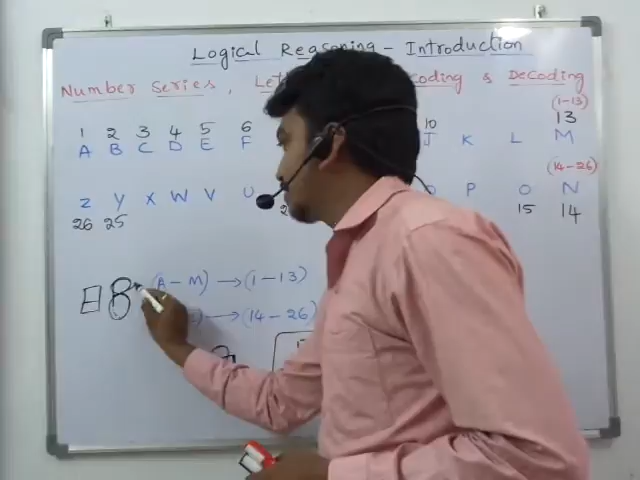 Logical Reasoning - Introduction
Number Series, coding & DeCoding
(1-13)
1 2 3 4 5 6 10 13
A B C D E F J K L M
(14-26)
Z Y X W V U P O N
26 25 15 14
(A - M) → (1 - 13)
→ (14 - 26)
8